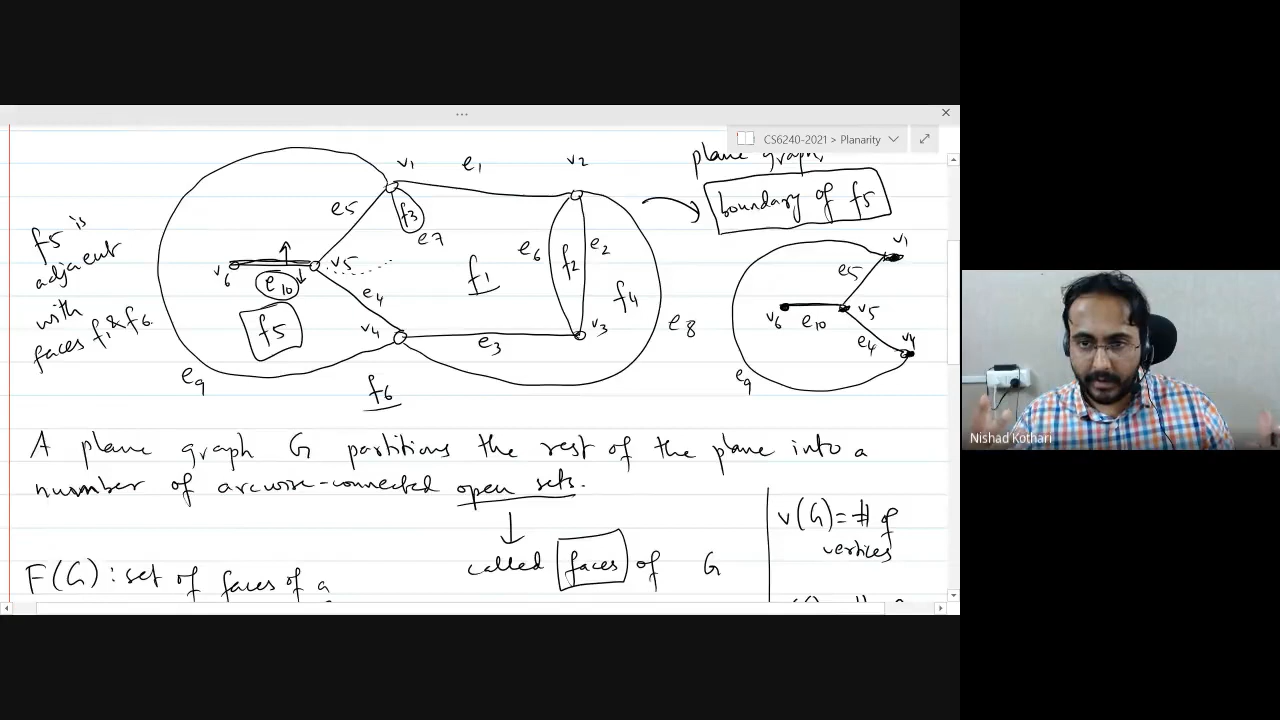 CS6240-2021 > Planarity
plane graph,
boundary of f5
v1
e1
v2
e5
f3
e7
f5 is
adjacent
with
faces f1 & f6.
v6
v5
e10
e6
f2
e2
f1
f4
e4
f5
v4
e3
v3
e8
e9
f6
v1
e5
v6
e10
v5
e4
v4
e9
Nishad Kothari
A plane graph G partitions the rest of the plane into a
number of arcwise-connected open sets.
called faces of G
v(G) = # of
vertices
F(G) : set of faces of a